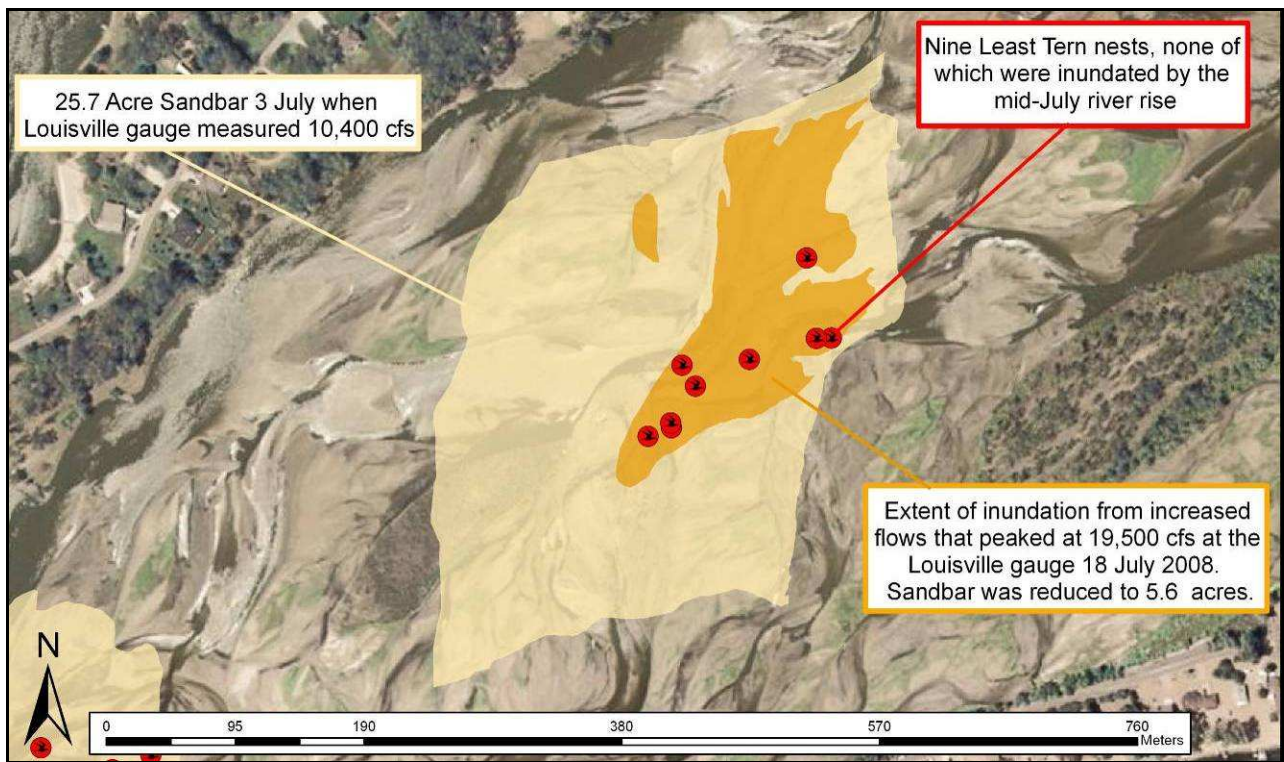 25.7 Acre Sandbar 3 July when
Louisville gauge measured 10,400 cfs
Nine Least Tern nests, none of
which were inundated by the
mid-July river rise
Extent of inundation from increased
flows that peaked at 19,500 cfs at the
Louisville gauge 18 July 2008.
Sandbar was reduced to 5.6 acres.
N
0 95 190 380 570 760
Meters